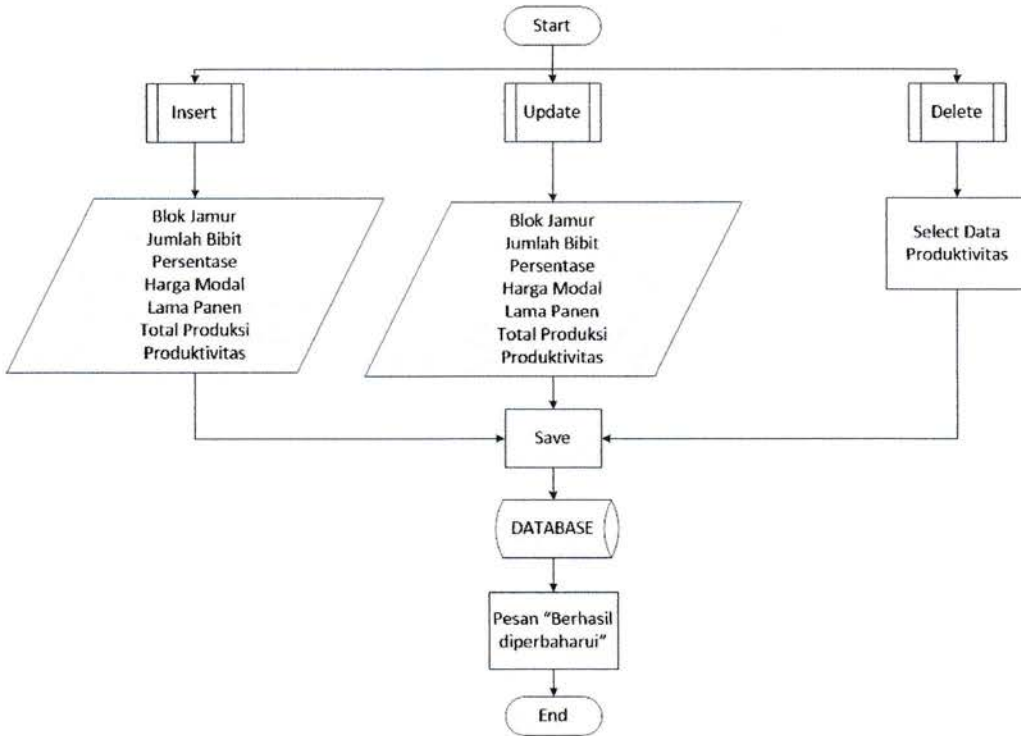 Start
Insert
Update
Delete
Blok Jamur
Jumlah Bibit
Persentase
Harga Modal
Lama Panen
Total Produksi
Produktivitas
Blok Jamur
Jumlah Bibit
Persentase
Harga Modal
Lama Panen
Total Produksi
Produktivitas
Select Data
Produktivitas
Save
DATABASE
Pesan “Berhasil
diperbaharui”
End